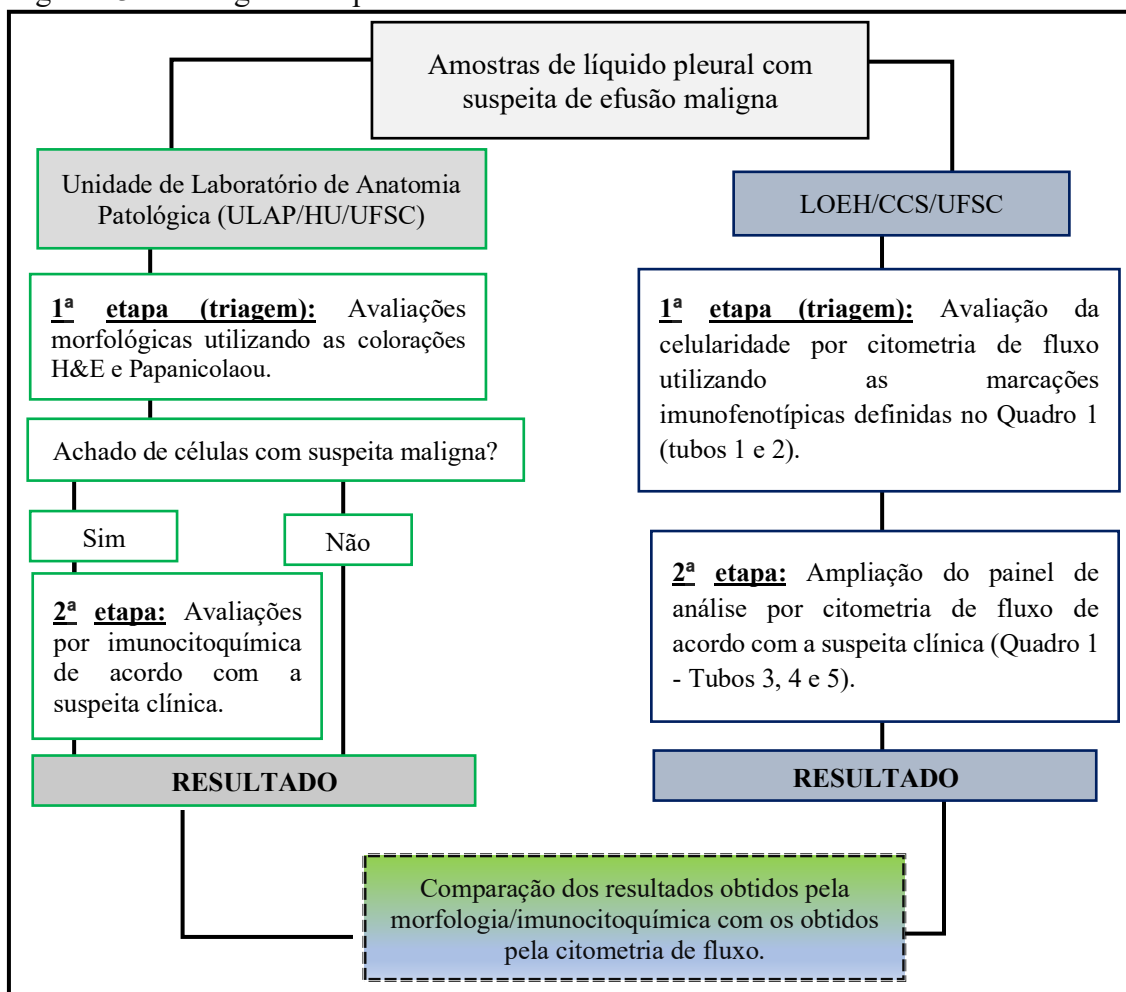 Amostras de líquido pleural com
suspeita de efusão maligna
Unidade de Laboratório de Anatomia
Patológica (ULAP/HU/UFSC)
1ª etapa (triagem): Avaliações
morfológicas utilizando as colorações
H&E e Papanicolaou.
Achado de células com suspeita maligna?
Sim
Não
2ª etapa: Avaliações
por imunocitoquímica
de acordo com a
suspeita clínica.
RESULTADO
LOEH/CCS/UFSC
1ª etapa (triagem): Avaliação da
celularidade por citometria de fluxo
utilizando as marcações
imunofenotípicas definidas no Quadro 1
(tubos 1 e 2).
2ª etapa: Ampliação do painel de
análise por citometria de fluxo de
acordo com a suspeita clínica (Quadro 1
- Tubos 3, 4 e 5).
RESULTADO
Comparação dos resultados obtidos pela
morfologia/imunocitoquímica com os obtidos
pela citometria de fluxo.